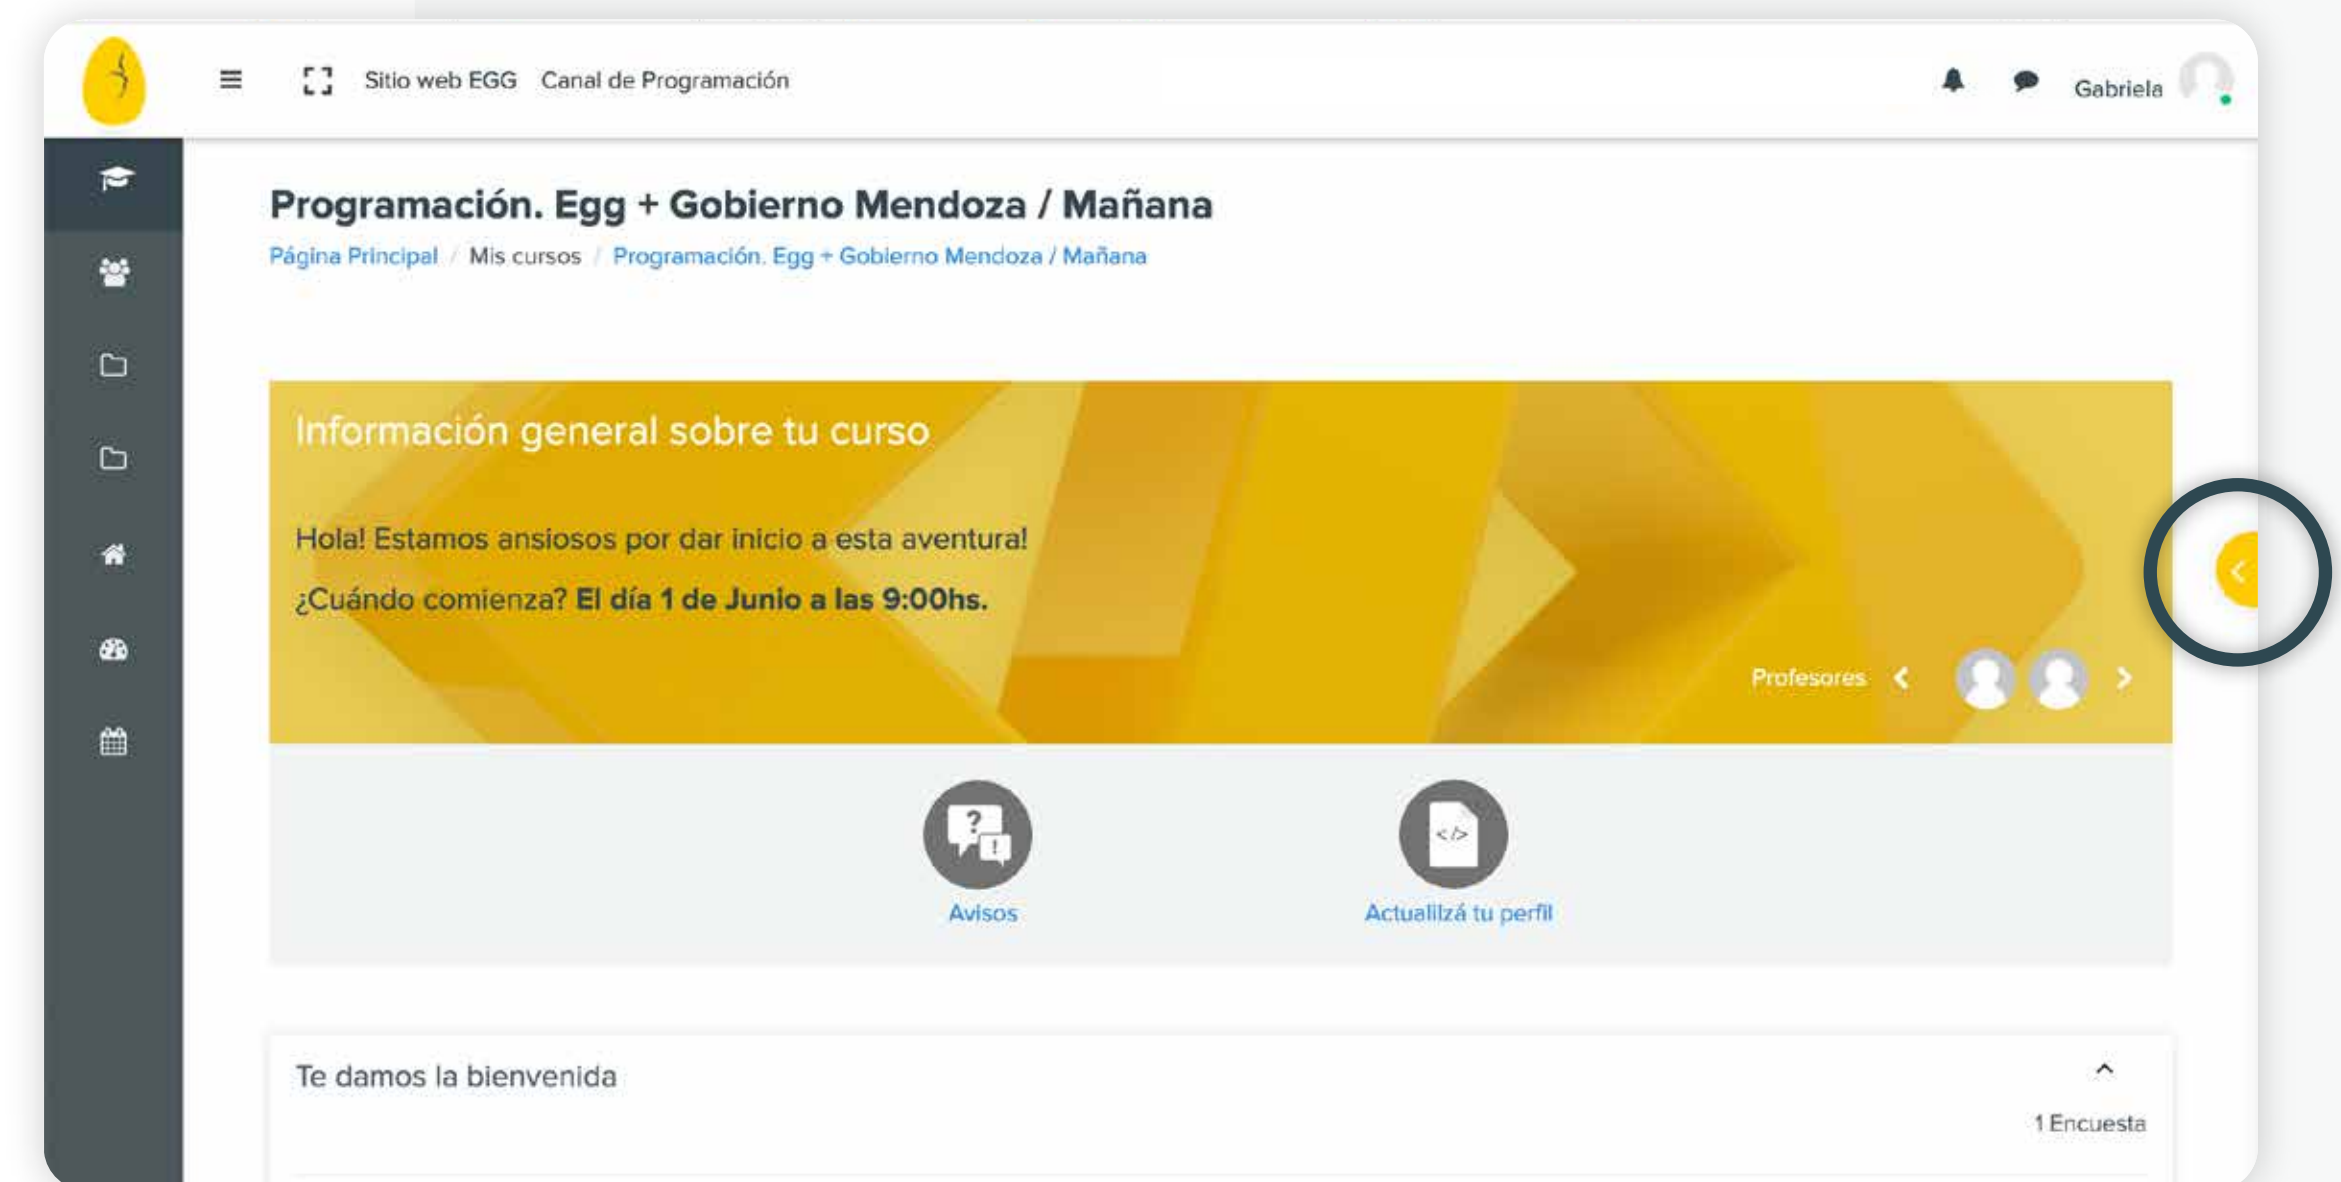 Sitio web EGG Canal de Programación
Gabriela
Programación. Egg + Gobierno Mendoza / Mañana
Página Principal / Mis cursos / Programación. Egg + Gobierno Mendoza / Mañana
Información general sobre tu curso
Hola! Estamos ansiosos por dar inicio a esta aventura!
¿Cuándo comienza? El día 1 de Junio a las 9:00hs.
Profesores
Avisos
Actualilzá tu perfil
Te damos la bienvenida
1 Encuesta